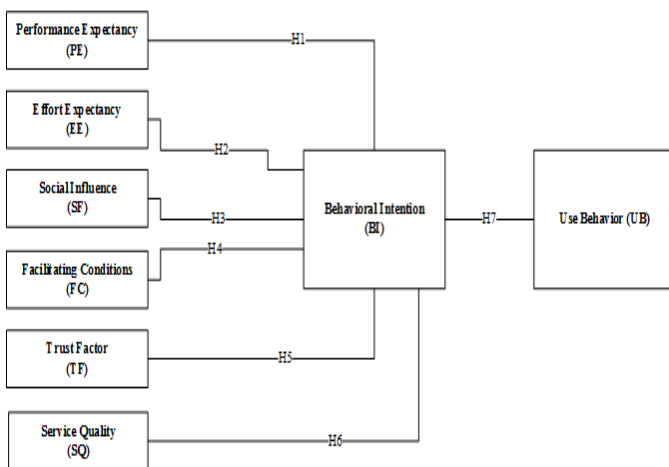 Performance Expectancy
(PE)
H1
Effort Expectancy
(EE)
H2
Social Influence
(SF)
H3
Facilitating Conditions
(FC)
H4
Trust Factor
(TF)
H5
Service Quality
(SQ)
H6
Behavioral Intention
(BI)
H7
Use Behavior (UB)